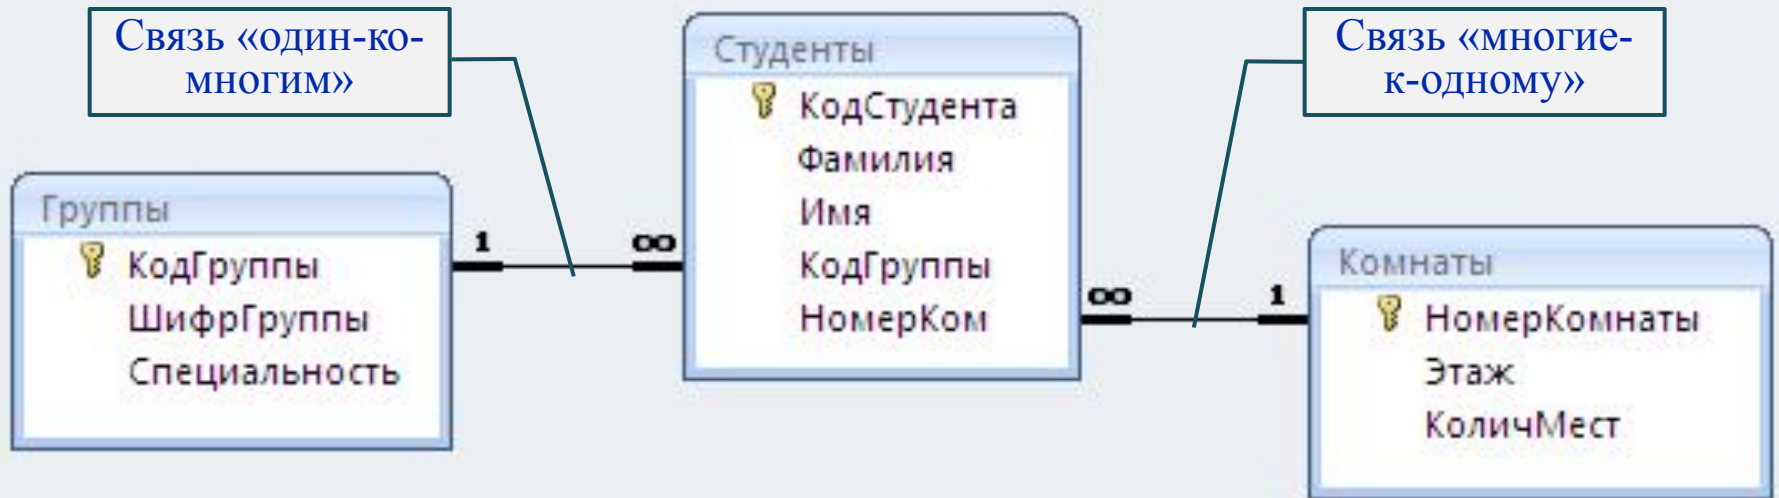 Связь «один-ко-
многим»
Студенты
КодСтудента
Фамилия
Имя
КодГруппы
НомерКом
Связь «многие-
к-одному»
Группы
КодГруппы
ШифрГруппы
Специальность
1
∞
∞
1
Комнаты
НомерКомнаты
Этаж
КоличМест